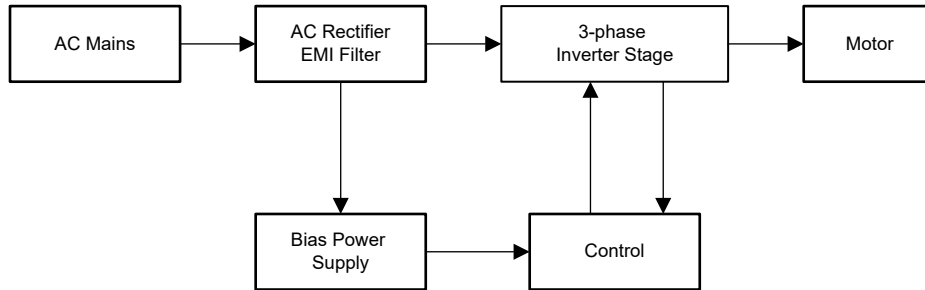 AC Mains
AC Rectifier
EMI Filter
3-phase
Inverter Stage
Motor
Bias Power
Supply
Control